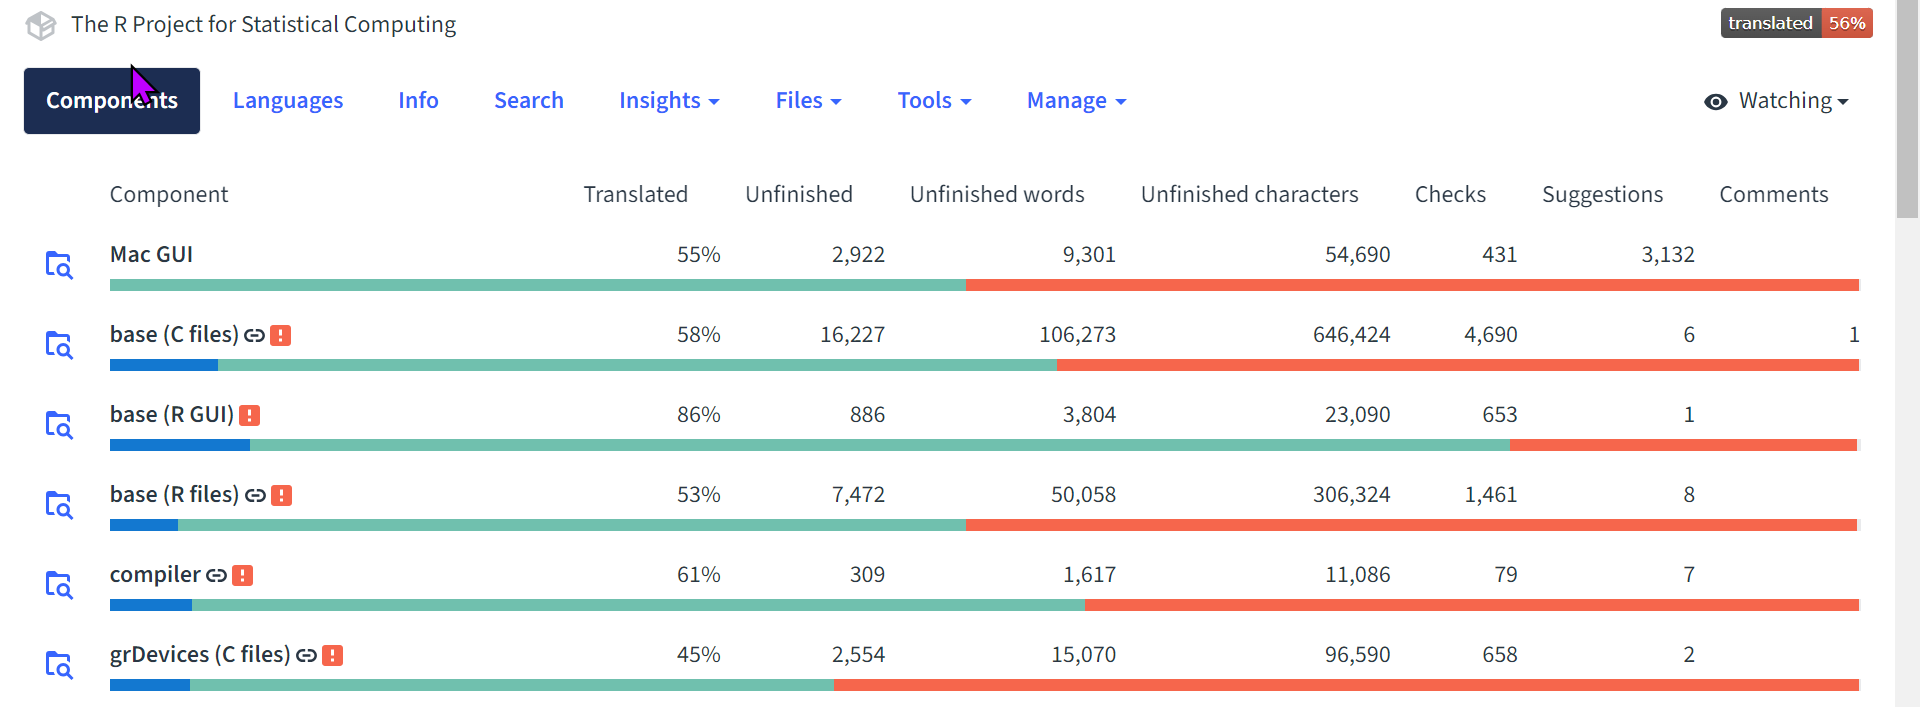 The R Project for Statistical Computing
translated 56%
Components Languages Info Search Insights Files Tools Manage Watching
Component Translated Unfinished Unfinished words Unfinished characters Checks Suggestions Comments
Mac GUI 55% 2,922 9,301 54,690 431 3,132
base (C files) 58% 16,227 106,273 646,424 4,690 6 1
base (R GUI) 86% 886 3,804 23,090 653 1
base (R files) 53% 7,472 50,058 306,324 1,461 8
compiler 61% 309 1,617 11,086 79 7
grDevices (C files) 45% 2,554 15,070 96,590 658 2